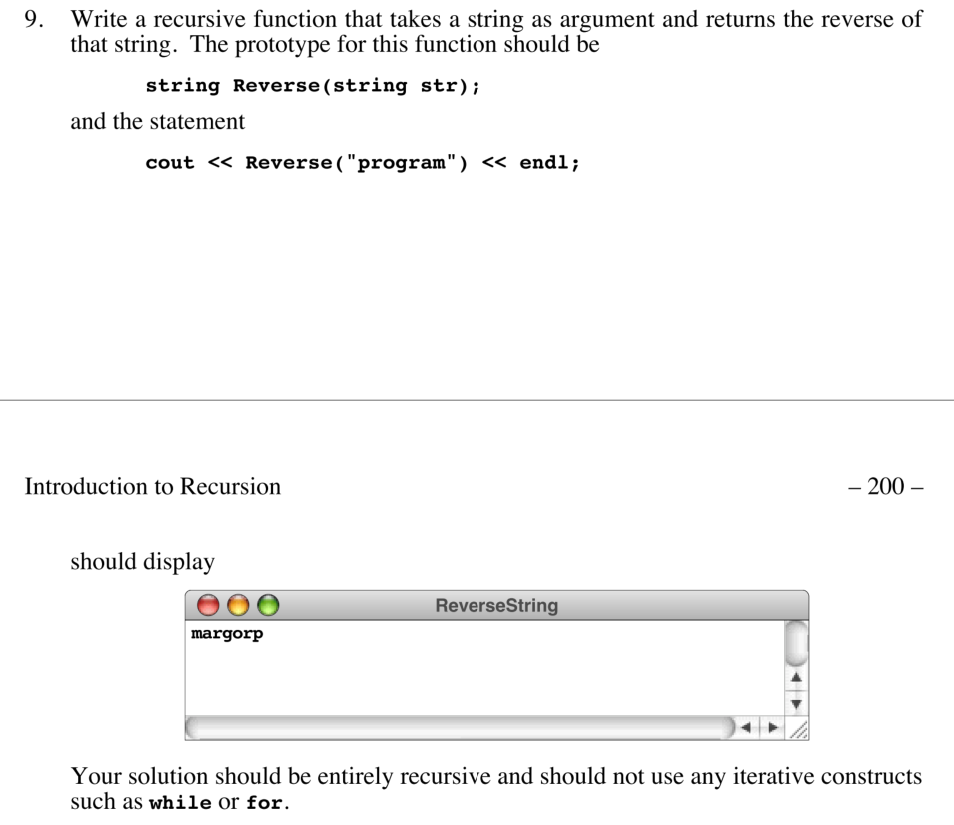 9. Write a recursive function that takes a string as argument and returns the reverse of
that string. The prototype for this function should be
string Reverse(string str);
and the statement
cout << Reverse("program") << endl;
Introduction to Recursion – 200 –
should display
ReverseString
margorp
Your solution should be entirely recursive and should not use any iterative constructs
such as while or for.